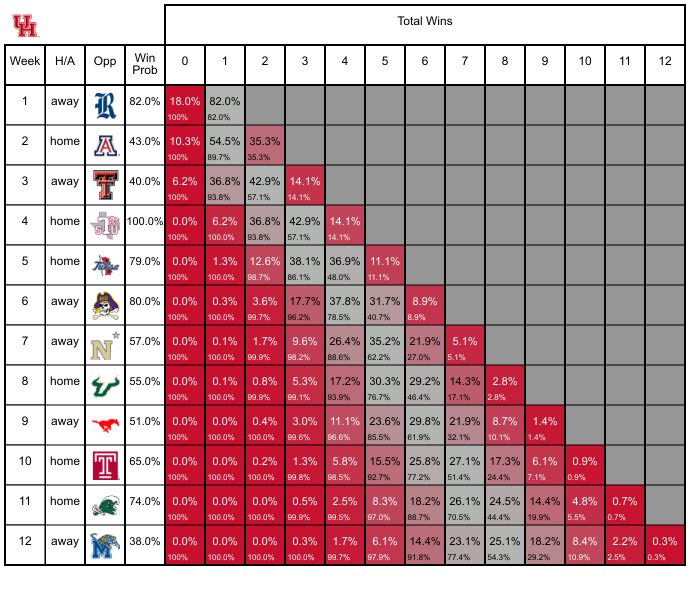 Total Wins
Week H/A Opp Win Prob 0 1 2 3 4 5 6 7 8 9 10 11 12
1 away 82.0% 18.0% 82.0%
100% 82.0%
2 home 43.0% 10.3% 54.5% 35.3%
100% 89.7% 35.3%
3 away 40.0% 6.2% 36.8% 42.9% 14.1%
100% 93.8% 57.1% 14.1%
4 home 100.0% 0.0% 6.2% 36.8% 42.9% 14.1%
100% 100.0% 93.8% 57.1% 14.1%
5 home 79.0% 0.0% 1.3% 12.6% 38.1% 36.9% 11.1%
100% 100.0% 98.7% 86.1% 48.0% 11.1%
6 away 80.0% 0.0% 0.3% 3.6% 17.7% 37.8% 31.7% 8.9%
100% 100.0% 99.7% 96.2% 78.5% 40.7% 8.9%
7 away 57.0% 0.0% 0.1% 1.7% 9.6% 26.4% 35.2% 21.9% 5.1%
100% 100.0% 99.9% 98.2% 88.6% 62.2% 27.0% 5.1%
8 home 55.0% 0.0% 0.1% 0.8% 5.3% 17.2% 30.3% 29.2% 14.3% 2.8%
100% 100.0% 99.9% 99.1% 93.9% 76.7% 46.4% 17.1% 2.8%
9 away 51.0% 0.0% 0.0% 0.4% 3.0% 11.1% 23.6% 29.8% 21.9% 8.7% 1.4%
100% 100.0% 100.0% 99.6% 96.6% 85.5% 61.9% 32.1% 10.1% 1.4%
10 home 65.0% 0.0% 0.0% 0.2% 1.3% 5.8% 15.5% 25.8% 27.1% 17.3% 6.1% 0.9%
100% 100.0% 100.0% 99.8% 98.5% 92.7% 77.2% 51.4% 24.4% 7.1% 0.9%
11 home 74.0% 0.0% 0.0% 0.0% 0.5% 2.5% 8.3% 18.2% 26.1% 24.5% 14.4% 4.8% 0.7%
100% 100.0% 100.0% 99.9% 99.5% 97.0% 88.7% 70.5% 44.4% 19.9% 5.5% 0.7%
12 away 38.0% 0.0% 0.0% 0.0% 0.3% 1.7% 6.1% 14.4% 23.1% 25.1% 18.2% 8.4% 2.2% 0.3%
100% 100.0% 100.0% 100.0% 99.7% 97.9% 91.8% 77.4% 54.3% 29.2% 10.9% 2.5% 0.3%